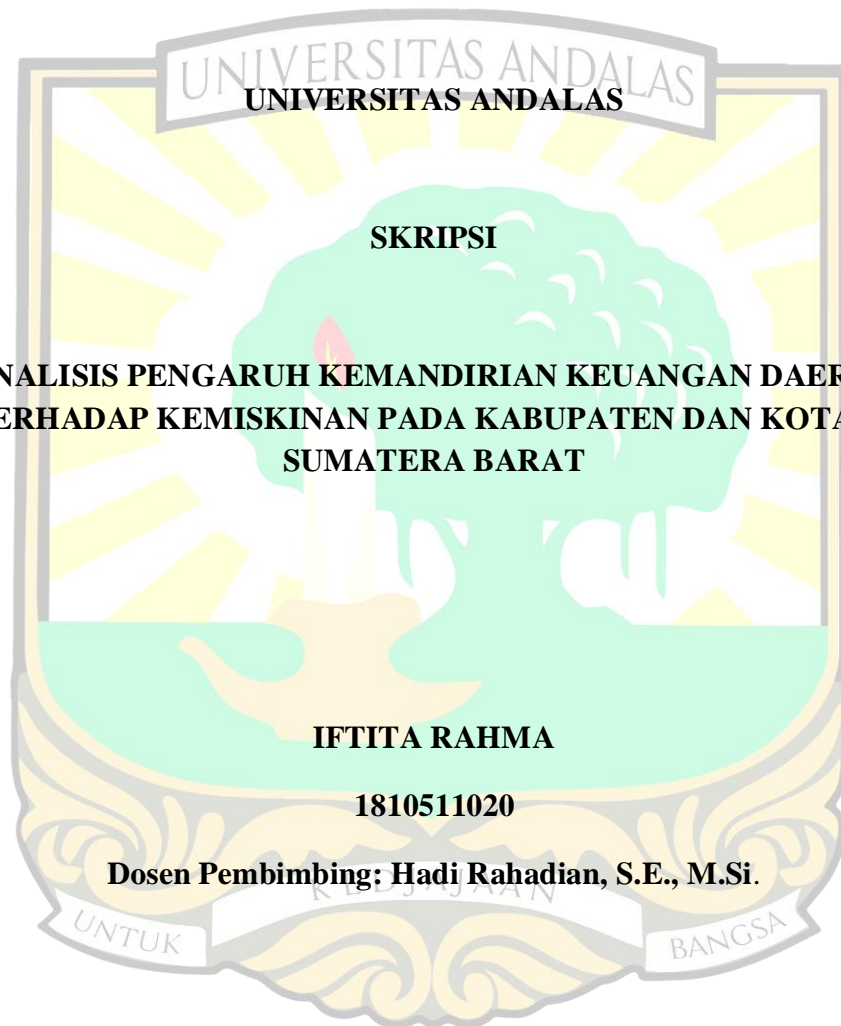 UNIVERSITAS ANDALAS
UNIVERSITAS ANDALAS
SKRIPSI
NALISIS PENGARUH KEMANDIRIAN KEUANGAN DAER
ERHADAP KEMISKINAN PADA KABUPATEN DAN KOTA
SUMATERA BARAT
IFTITA RAHMA
1810511020
Dosen Pembimbing: Hadi Rahadian, S.E., M.Si.
KEDJAJAAN
UNTUK
BANGSA